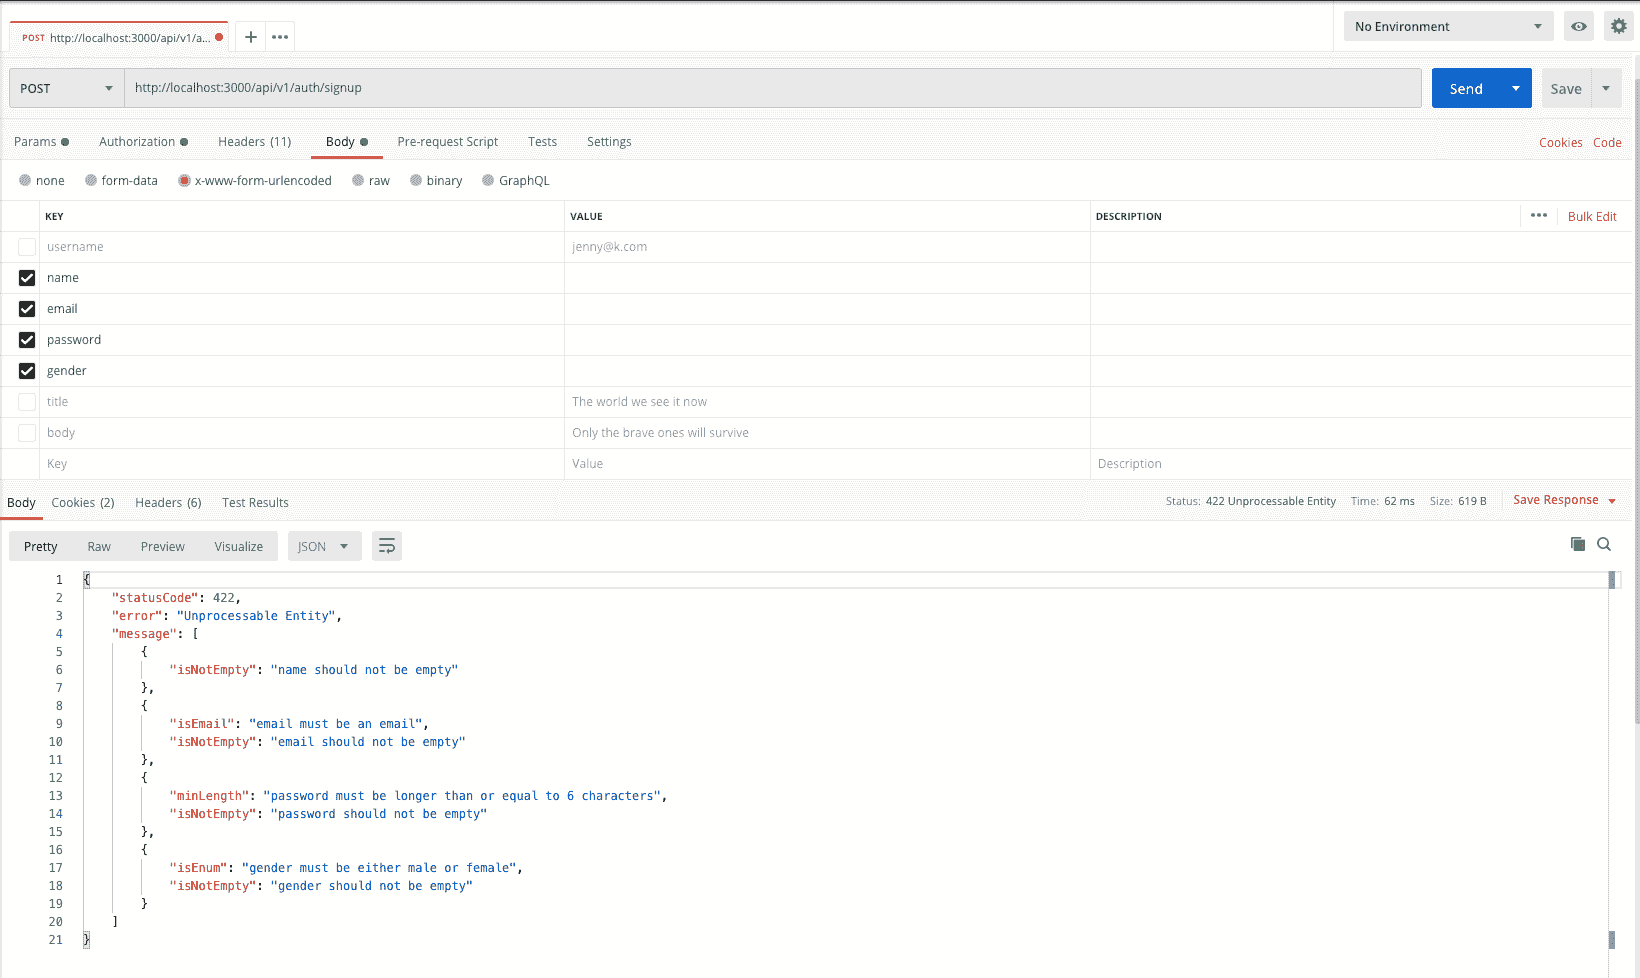 POST http://localhost:3000/api/v1/a...
No Environment
POST http://localhost:3000/api/v1/auth/signup Send Save
Params Authorization Headers (11) Body Pre-request Script Tests Settings Cookies Code
none form-data x-www-form-urlencoded raw binary GraphQL
KEY VALUE DESCRIPTION Bulk Edit
username jenny@k.com
name
email
password
gender
title The world we see it now
body Only the brave ones will survive
Key Value Description
Body Cookies (2) Headers (6) Test Results Status: 422 Unprocessable Entity Time: 62 ms Size: 619 B Save Response
Pretty Raw Preview Visualize JSON
1 {
2 "statusCode": 422,
3 "error": "Unprocessable Entity",
4 "message": [
5 {
6 "isNotEmpty": "name should not be empty"
7 },
8 {
9 "isEmail": "email must be an email",
10 "isNotEmpty": "email should not be empty"
11 },
12 {
13 "minLength": "password must be longer than or equal to 6 characters",
14 "isNotEmpty": "password should not be empty"
15 },
16 {
17 "isEnum": "gender must be either male or female",
18 "isNotEmpty": "gender should not be empty"
19 }
20 ]
21 }